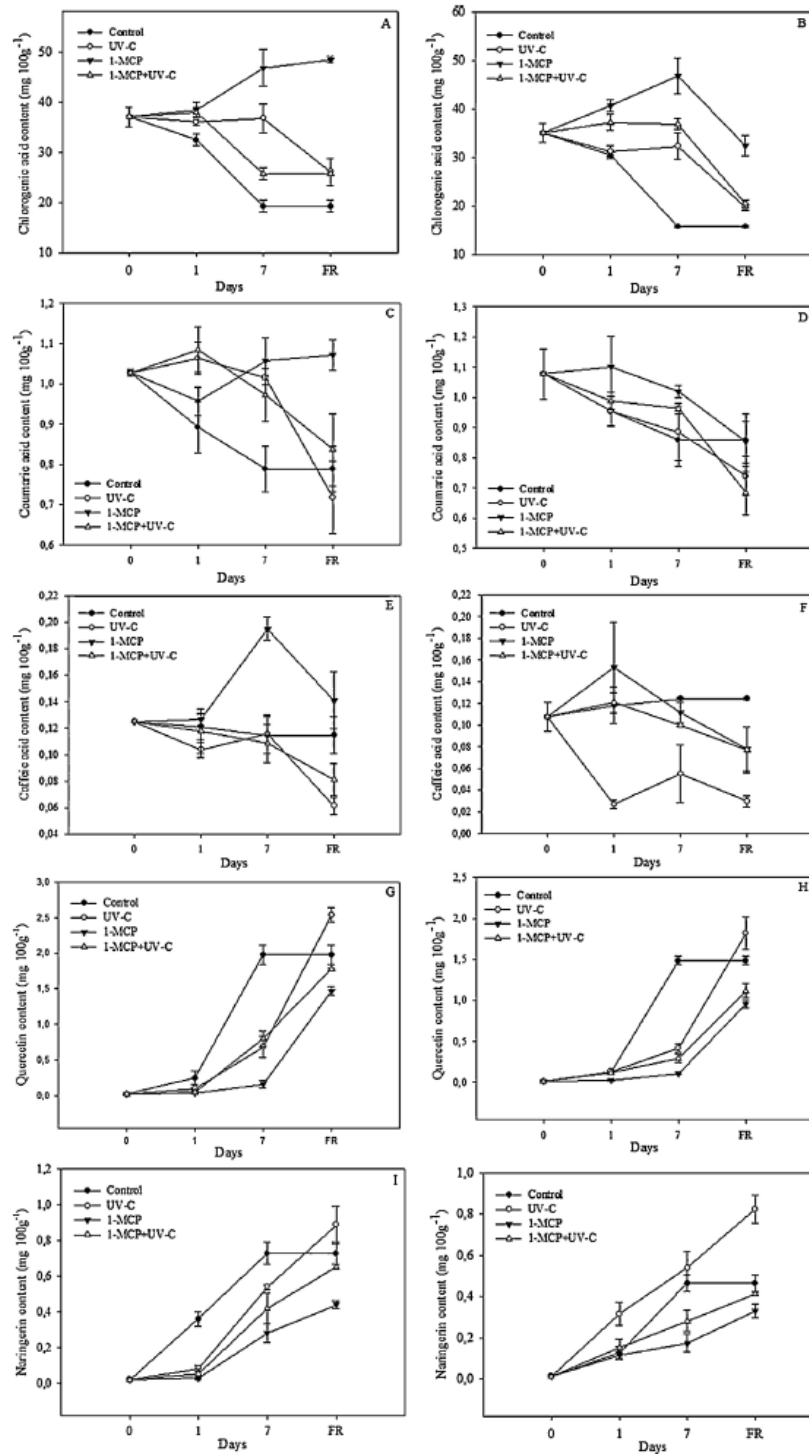 A
Chlorogenic acid content (mg 100g⁻¹)
50
40
30
20
10
Control
UV-C
1-MCP
1-MCP+UV-C
0 1 7 FR
Days
B
Chlorogenic acid content (mg 100g⁻¹)
60
50
40
30
20
10
Control
UV-C
1-MCP
1-MCP+UV-C
0 1 7 FR
Days
C
Coumaric acid content (mg 100g⁻¹)
1,2
1,1
1,0
0,9
0,8
0,7
0,6
Control
UV-C
1-MCP
1-MCP+UV-C
0 1 7 FR
Days
D
Coumaric acid content (mg 100g⁻¹)
1,3
1,2
1,1
1,0
0,9
0,8
0,7
0,6
0,5
Control
UV-C
1-MCP
1-MCP+UV-C
0 1 7 FR
Days
E
Caffeic acid content (mg 100g⁻¹)
0,22
0,20
0,18
0,16
0,14
0,12
0,10
0,08
0,06
0,04
Control
UV-C
1-MCP
1-MCP+UV-C
0 1 7 FR
Days
F
Caffeic acid content (mg 100g⁻¹)
0,22
0,20
0,18
0,16
0,14
0,12
0,10
0,08
0,06
0,04
0,02
0,00
Control
UV-C
1-MCP
1-MCP+UV-C
0 1 7 FR
Days
G
Quercetin content (mg 100g⁻¹)
3,0
2,5
2,0
1,5
1,0
0,5
0,0
Control
UV-C
1-MCP
1-MCP+UV-C
0 1 7 FR
Days
H
Quercetin content (mg 100g⁻¹)
2,5
2,0
1,5
1,0
0,5
0,0
Control
UV-C
1-MCP
1-MCP+UV-C
0 1 7 FR
Days
I
Naringerin content (mg 100g⁻¹)
1,2
1,0
0,8
0,6
0,4
0,2
0,0
Control
UV-C
1-MCP
1-MCP+UV-C
0 1 7 FR
Days
Naringerin content (mg 100g⁻¹)
1,0
0,8
0,6
0,4
0,2
0,0
Control
UV-C
1-MCP
1-MCP+UV-C
0 1 7 FR
Days